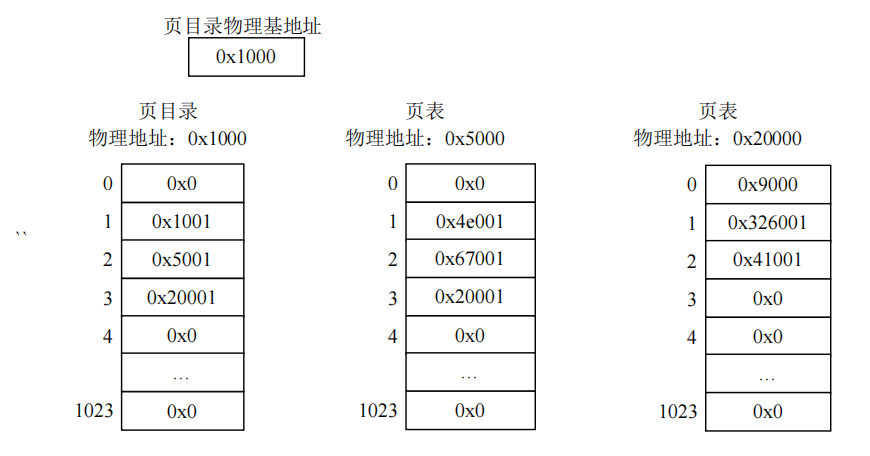 页目录物理基地址
0x1000
页目录
物理地址：0x1000
0 0x0
1 0x1001
2 0x5001
3 0x20001
4 0x0
…
1023 0x0
页表
物理地址：0x5000
0 0x0
1 0x4e001
2 0x67001
3 0x20001
4 0x0
…
1023 0x0
页表
物理地址：0x20000
0 0x9000
1 0x326001
2 0x41001
3 0x0
4 0x0
…
1023 0x0
``